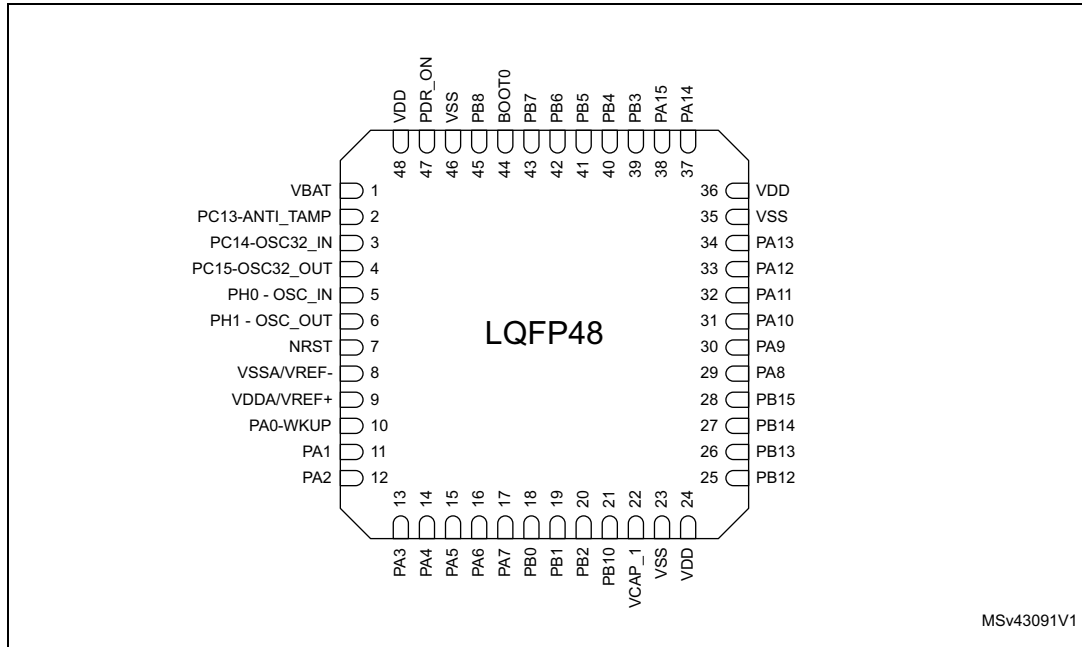 VDD
PDR_ON
VSS
PB8
BOOT0
PB7
PB6
PB5
PB4
PB3
PA15
PA14
48
47
46
45
44
43
42
41
40
39
38
37
VBAT 1
PC13-ANTI_TAMP 2
PC14-OSC32_IN 3
PC15-OSC32_OUT 4
PH0 - OSC_IN 5
PH1 - OSC_OUT 6
NRST 7
VSSA/VREF- 8
VDDA/VREF+ 9
PA0-WKUP 10
PA1 11
PA2 12
LQFP48
36 VDD
35 VSS
34 PA13
33 PA12
32 PA11
31 PA10
30 PA9
29 PA8
28 PB15
27 PB14
26 PB13
25 PB12
13
14
15
16
17
18
19
20
21
22
23
24
PA3
PA4
PA5
PA6
PA7
PB0
PB1
PB2
PB10
VCAP_1
VSS
VDD
MSv43091V1